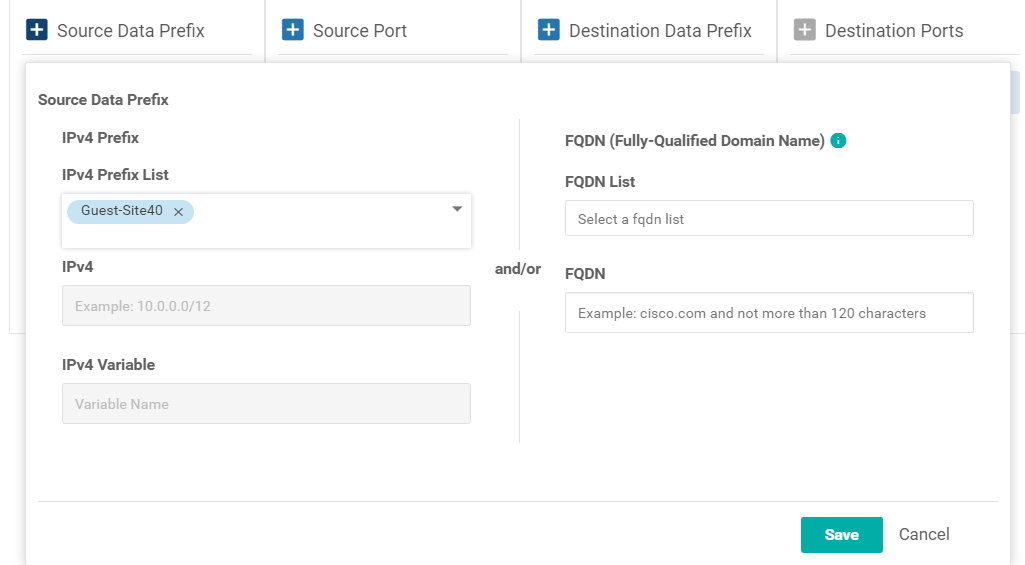 Source Data Prefix
Source Port
Destination Data Prefix
Destination Ports
Source Data Prefix
IPv4 Prefix
IPv4 Prefix List
Guest-Site40
IPv4
Example: 10.0.0.0/12
IPv4 Variable
Variable Name
and/or
FQDN (Fully-Qualified Domain Name)
FQDN List
Select a fqdn list
FQDN
Example: cisco.com and not more than 120 characters
Save
Cancel